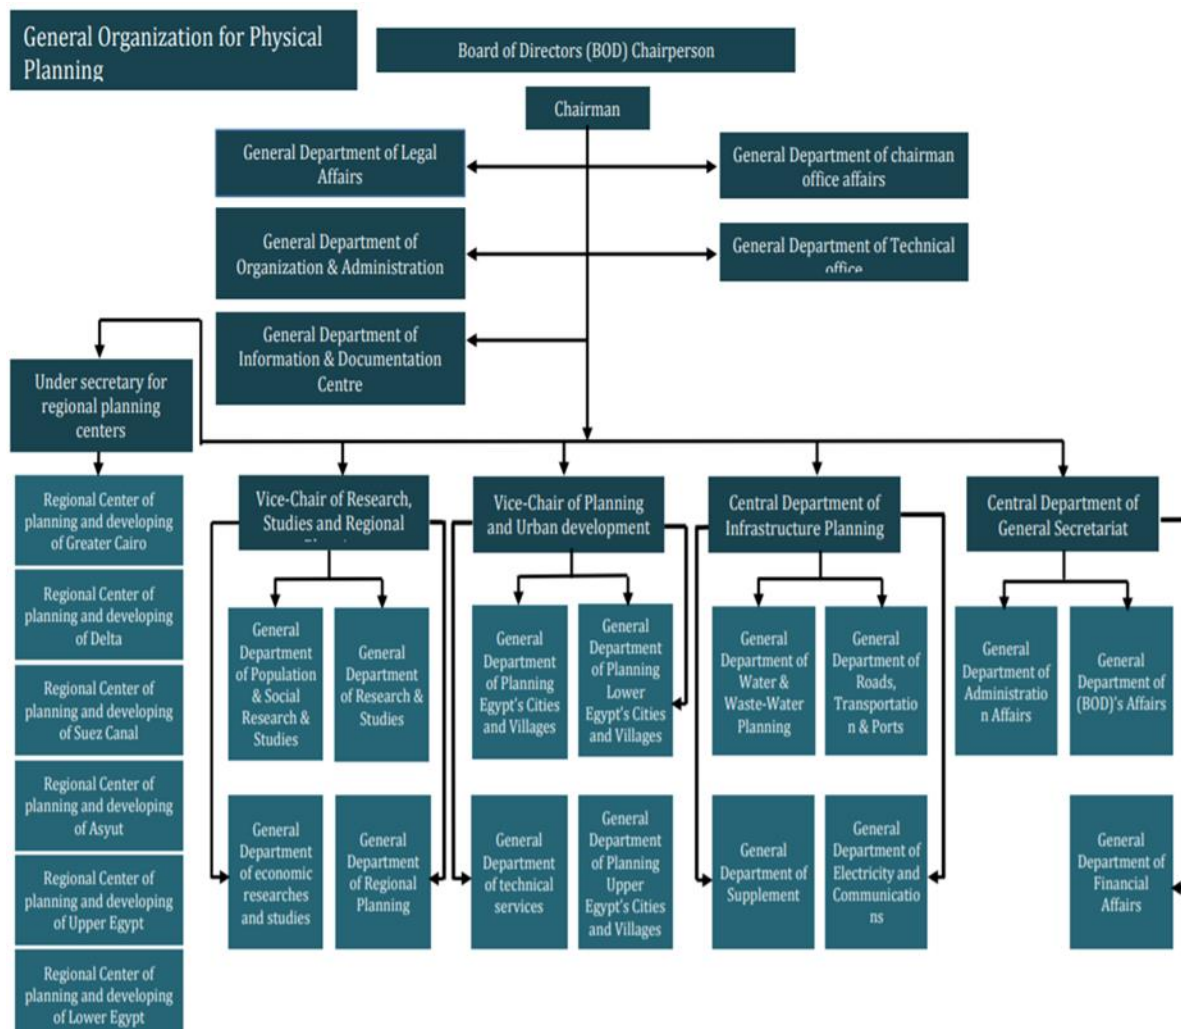 General Organization for Physical
Planning
Board of Directors (BOD) Chairperson
Chairman
General Department of Legal
Affairs
General Department of chairman
office affairs
General Department of
Organization & Administration
General Department of Technical
office
General Department of
Information & Documentation
Centre
Under secretary for
regional planning
centers
Regional Center of
planning and developing
of Greater Cairo
Regional Center of
planning and developing
of Delta
Regional Center of
planning and developing
of Suez Canal
Regional Center of
planning and developing
of Asyut
Regional Center of
planning and developing
of Upper Egypt
Regional Center of
planning and developing
of Lower Egypt
Vice-Chair of Research,
Studies and Regional
General
Department
of Population
& Social
Research &
Studies
General
Department
of Research &
Studies
General
Department
of economic
researches
and studies
General
Department
of Regional
Planning
Vice-Chair of Planning
and Urban development
General
Department
of Planning
Egypt's Cities
and Villages
General
Department
of Planning
Lower
Egypt's Cities
and Villages
General
Department
of technical
services
General
Department
of Planning
Upper
Egypt's Cities
and Villages
Central Department of
Infrastructure Planning
General
Department of
Water &
Waste-Water
Planning
General
Department of
Roads,
Transportatio
n & Ports
General
Department of
Supplement
General
Department of
Electricity and
Communicatio
ns
Central Department of
General Secretariat
General
Department of
Administratio
n Affairs
General
Department of
(BOD)'s Affairs
General
Department of
Financial
Affairs